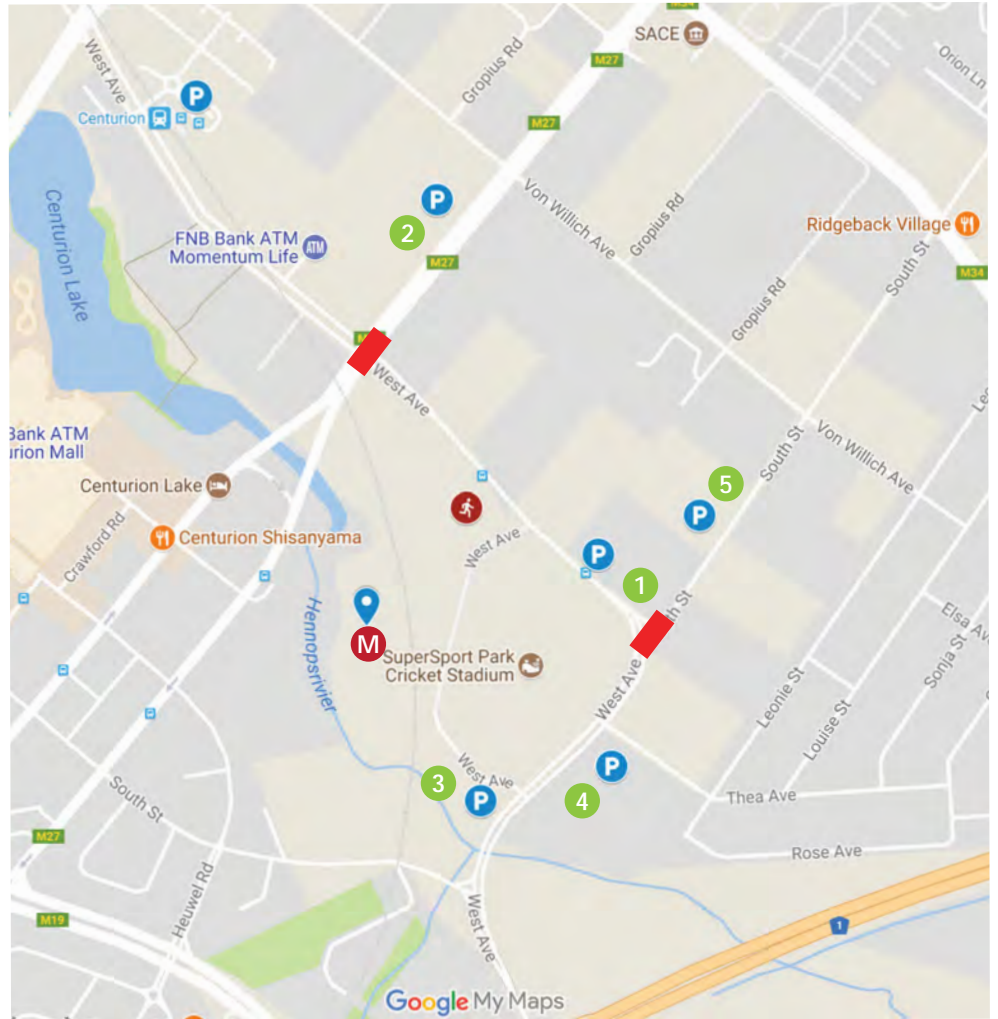 M34
SACE
West Ave
Gropius Rd
M27
Orion Ln
P
Centurion
M27
Von Willich Ave
P
2
Gropius Rd
Ridgeback Village
South St
Centurion Lake
FNB Bank ATM
Momentum Life
ATM
M27
M34
Gropius Rd
West Ave
Bank ATM
urion Mall
South St
Von Willich Ave
Centurion Lake
5
P
Crawford Rd
Centurion Shisanyama
West Ave
P
1
Elsa Ave
Sonja St
Hennopsrivier
M
SuperSport Park
Cricket Stadium
West Ave
Leonie St
Louise St
3
West Ave
P
P
4
Thea Ave
South St
M27
Rose Ave
Heuwel Rd
West Ave
M19
1
Google My Maps